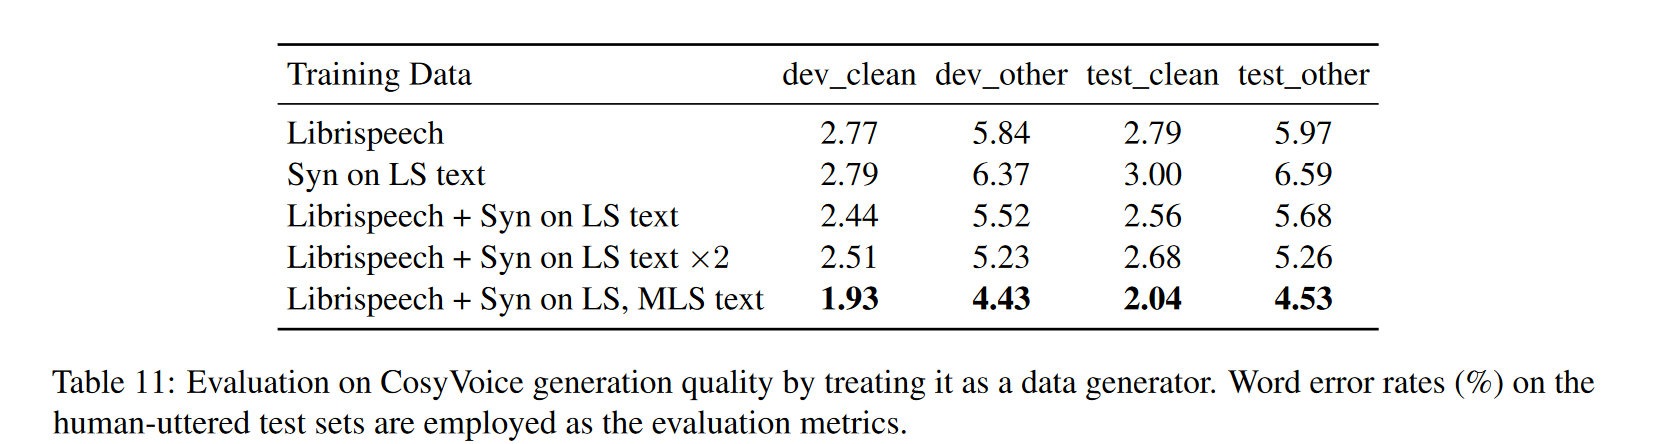 Training Data dev_clean dev_other test_clean test_other
Librispeech 2.77 5.84 2.79 5.97
Syn on LS text 2.79 6.37 3.00 6.59
Librispeech + Syn on LS text 2.44 5.52 2.56 5.68
Librispeech + Syn on LS text ×2 2.51 5.23 2.68 5.26
Librispeech + Syn on LS, MLS text 1.93 4.43 2.04 4.53
Table 11: Evaluation on CosyVoice generation quality by treating it as a data generator. Word error rates (%) on the
human-uttered test sets are employed as the evaluation metrics.